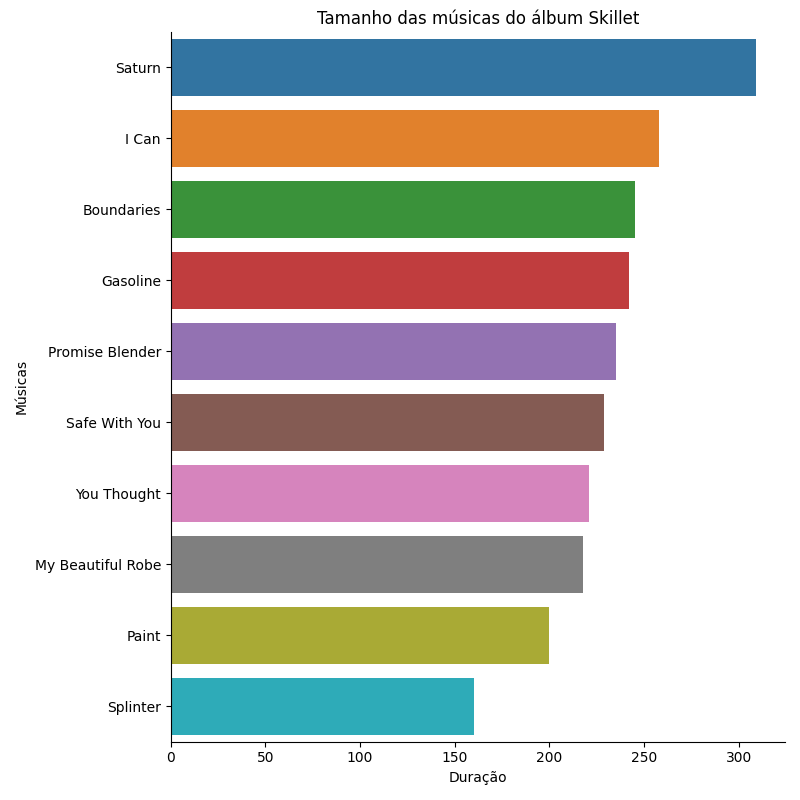 Tamanho das músicas do álbum Skillet
Saturn
I Can
Boundaries
Gasoline
Promise Blender
Safe With You
You Thought
My Beautiful Robe
Paint
Splinter
Músicas
0 50 100 150 200 250 300
Duração